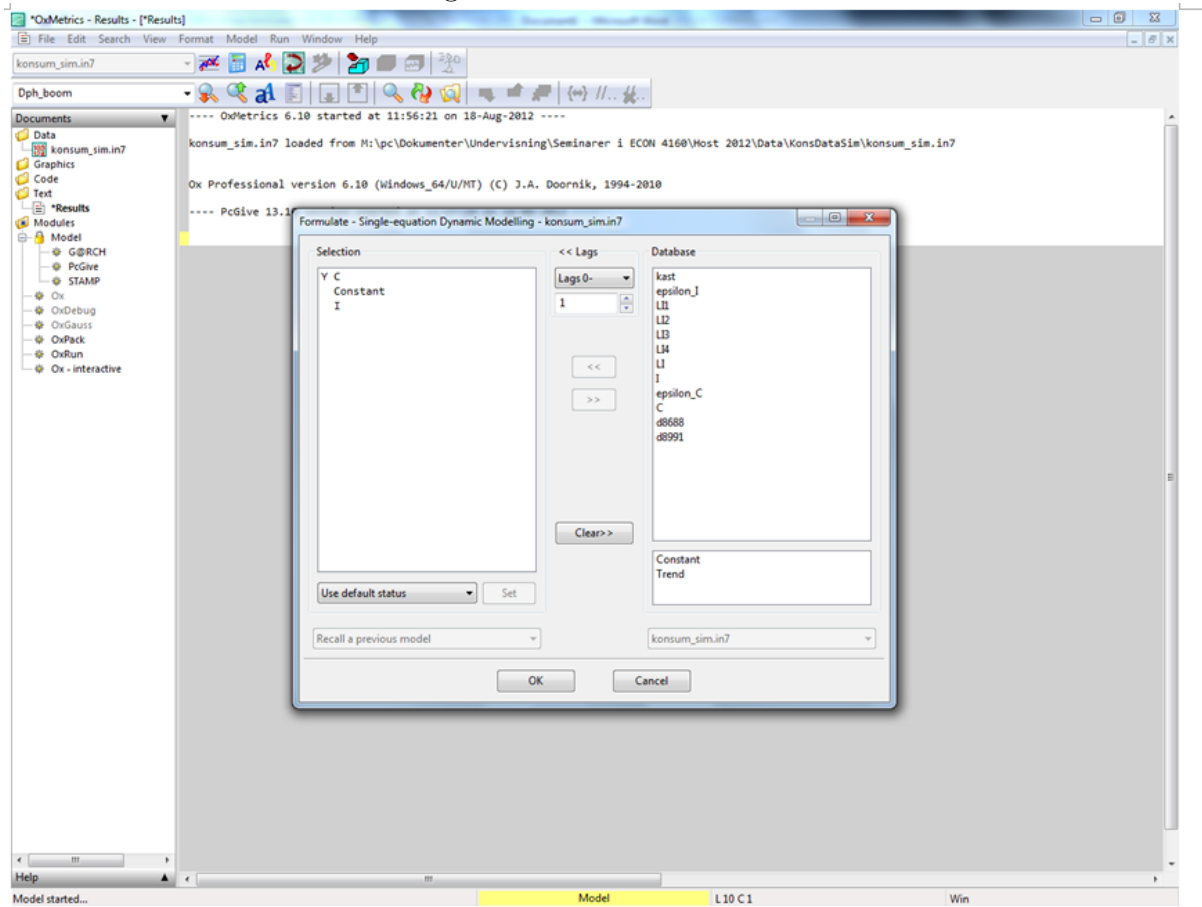 *OxMetrics - Results - [*Results]
File Edit Search View Format Model Run Window Help
konsum_sim.in7
Dph_boom
Documents
Data
konsum_sim.in7
Graphics
Code
Text
*Results
Modules
Model
G@RCH
PcGive
STAMP
Ox
OxDebug
OxGauss
OxPack
OxRun
Ox - interactive
Help
---- OxMetrics 6.10 started at 11:56:21 on 18-Aug-2012 ----
konsum_sim.in7 loaded from M:\pc\Dokumenter\Undervisning\Seminarer i ECON 4160\Host 2012\Data\KonsDataSim\konsum_sim.in7
Ox Professional version 6.10 (Windows_64/U/MT) (C) J.A. Doornik, 1994-2010
---- PcGive 13.1
Formulate - Single-equation Dynamic Modelling - konsum_sim.in7
Selection
Y C
Constant
I
Use default status
Set
Recall a previous model
<< Lags
Lags 0-
1
<<
>>
Clear>>
Database
kast
epsilon_I
LI1
LI2
LI3
LI4
LI
I
epsilon_C
C
d8688
d8991
Constant
Trend
konsum_sim.in7
OK
Cancel
Model started...
Model
L 10 C 1
Win